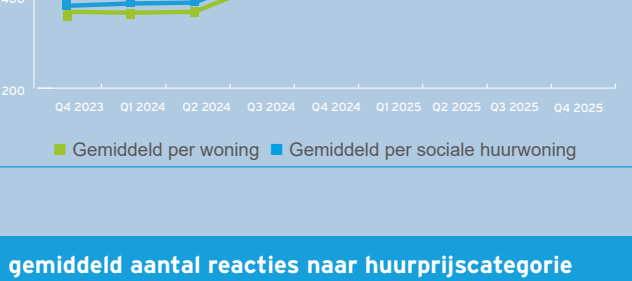 400
200
Q4 2023 Q1 2024 Q2 2024 Q3 2024 Q4 2024 Q1 2025 Q2 2025 Q3 2025 Q4 2025
Gemiddeld per woning Gemiddeld per sociale huurwoning
gemiddeld aantal reacties naar huurprijscategorie